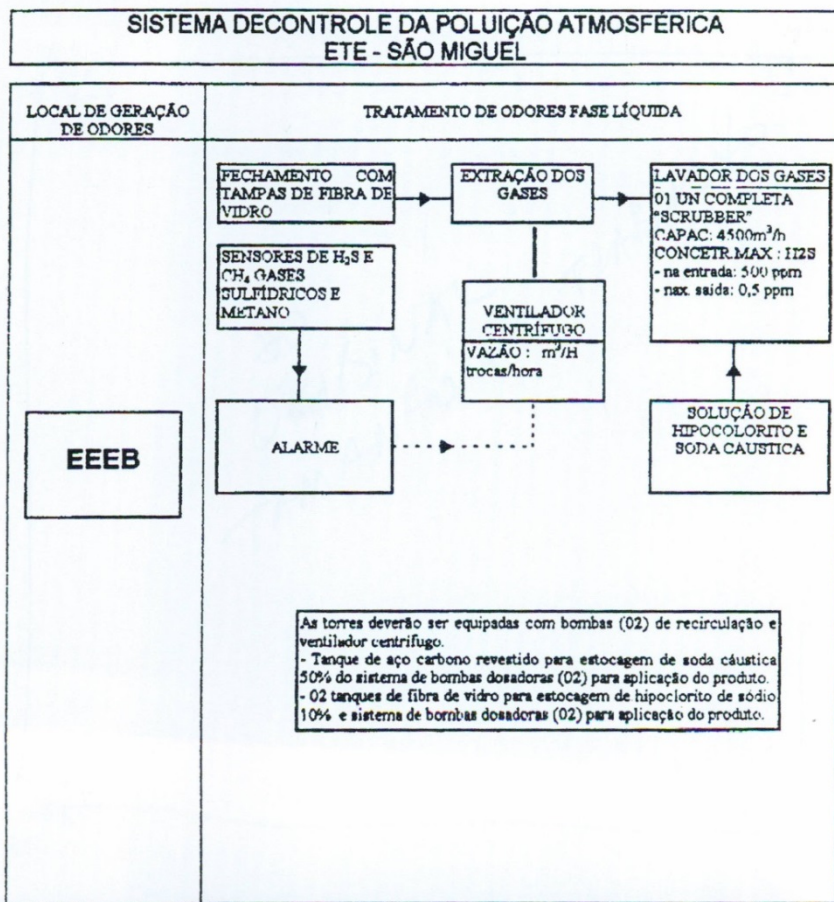 SISTEMA DECONTROLE DA POLUIÇÃO ATMOSFÉRICA
ETE - SÃO MIGUEL
LOCAL DE GERAÇÃO
DE ODORES
TRATAMENTO DE ODORES FASE LÍQUIDA
FECHAMENTO COM
TAMPAS DE FIBRA DE
VIDRO
EXTRAÇÃO DOS
GASES
LAVADOR DOS GASES
01 UN COMPLETA
"SCRUBBER"
CAPAC: 4500m³/h
CONCETR.MAX : H2S
- na entrada: 500 ppm
- nax. saída: 0,5 ppm
SENSORES DE H₂S E
CH₄ GASES
SULFÍDRICOS E
METANO
VENTILADOR
CENTRÍFUGO
VAZÃO : m³/H
trocas/hora
EEEB
ALARME
SOLUÇÃO DE
HIPOCOLORITO E
SODA CAUSTICA
As torres deverão ser equipadas com bombas (02) de recirculação e
ventilador centrifugo.
- Tanque de aço carbono revestido para estocagem de soda cáustica
50% do sistema de bombas dosadoras (02) para aplicação do produto.
- 02 tanques de fibra de vidro para estocagem de hipoclorito de sódio
10% e sistema de bombas dosadoras (02) para aplicação do produto.